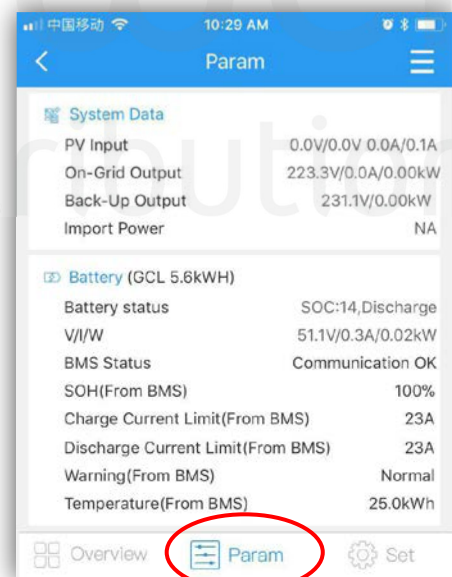 中国移动 10:29 AM
Param
System Data
PV Input 0.0V/0.0V 0.0A/0.1A
On-Grid Output 223.3V/0.0A/0.00kW
Back-Up Output 231.1V/0.00kW
Import Power NA
Battery (GCL 5.6kWH)
Battery status SOC:14,Discharge
V/I/W 51.1V/0.3A/0.02kW
BMS Status Communication OK
SOH(From BMS) 100%
Charge Current Limit(From BMS) 23A
Discharge Current Limit(From BMS) 23A
Warning(From BMS) Normal
Temperature(From BMS) 25.0kWh
Overview Param Set